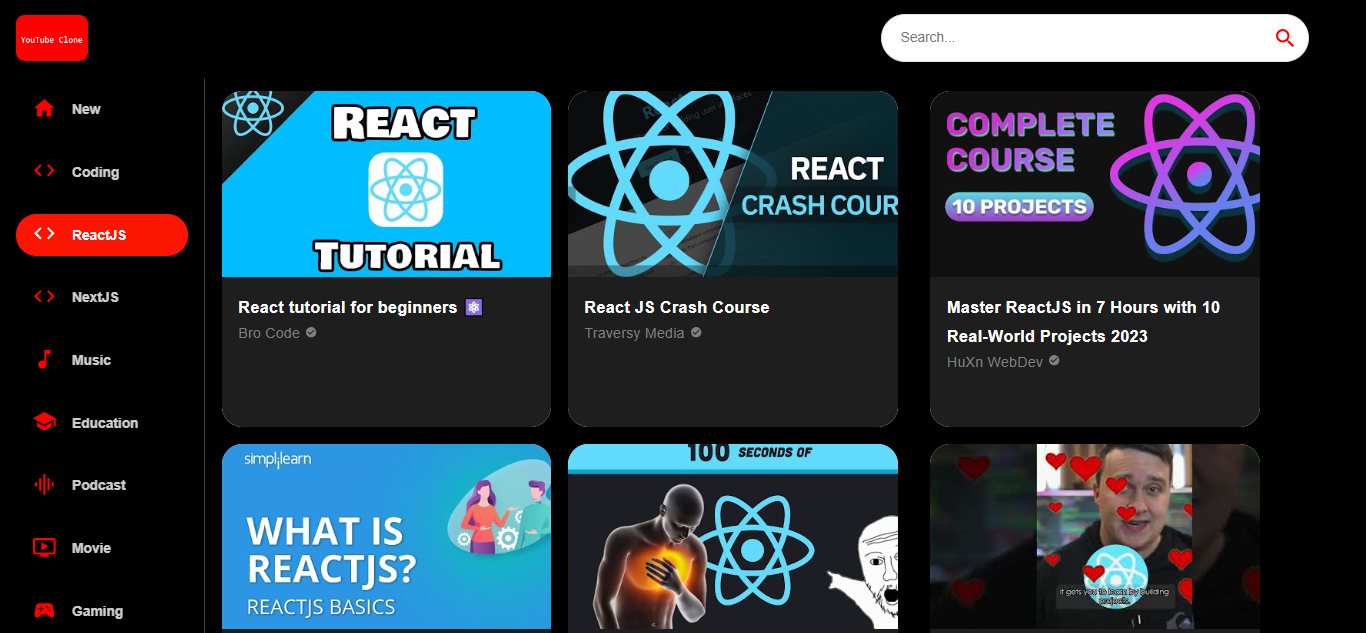 YouTube Clone
Search...
New
Coding
ReactJS
NextJS
Music
Education
Podcast
Movie
Gaming
REACT
TUTORIAL
React tutorial for beginners
Bro Code
REACT
CRASH COUR
React JS Crash Course
Traversy Media
COMPLETE
COURSE
10 PROJECTS
Master ReactJS in 7 Hours with 10
Real-World Projects 2023
HuXn WebDev
simplilearn
WHAT IS
REACTJS?
REACTJS BASICS
100 SECONDS OF
it gets you to learn by building
projects.